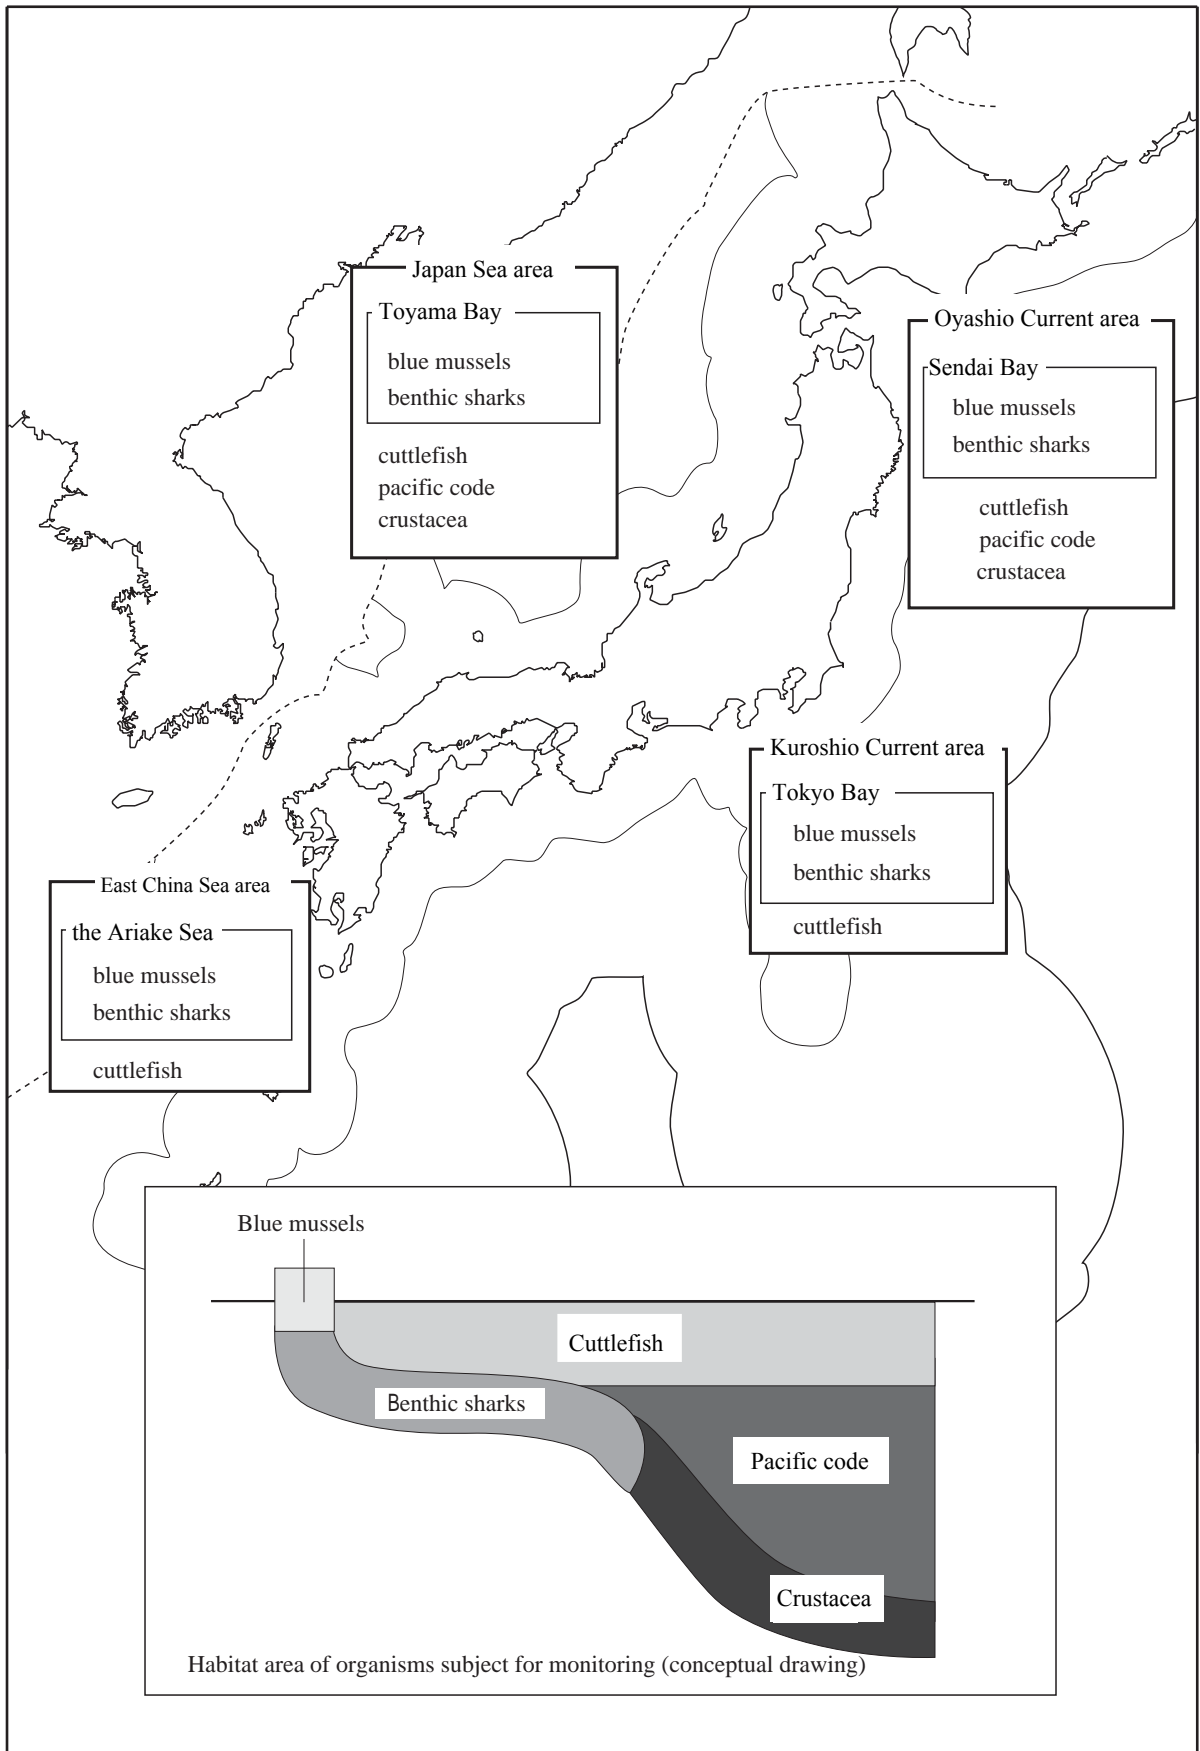 Japan Sea area
Toyama Bay
blue mussels
benthic sharks
cuttlefish
pacific code
crustacea
Oyashio Current area
Sendai Bay
blue mussels
benthic sharks
cuttlefish
pacific code
crustacea
Kuroshio Current area
Tokyo Bay
blue mussels
benthic sharks
cuttlefish
East China Sea area
the Ariake Sea
blue mussels
benthic sharks
cuttlefish
Blue mussels
Cuttlefish
Benthic sharks
Pacific code
Crustacea
Habitat area of organisms subject for monitoring (conceptual drawing)